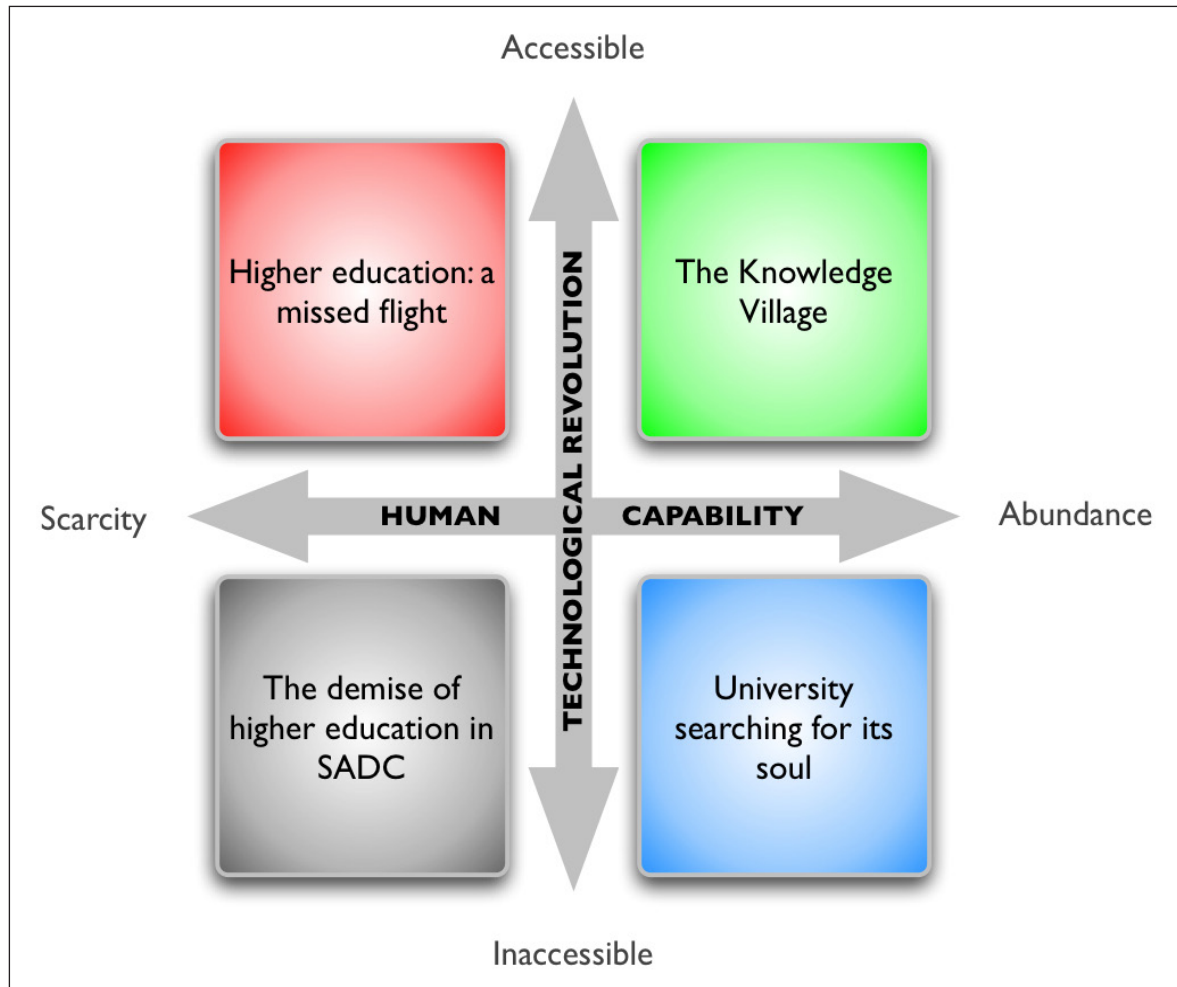 Accessible
Higher education: a
missed flight
The Knowledge
Village
TECHNOLOGICAL REVOLUTION
Scarcity
HUMAN CAPABILITY
Abundance
The demise of
higher education in
SADC
University
searching for its
soul
Inaccessible